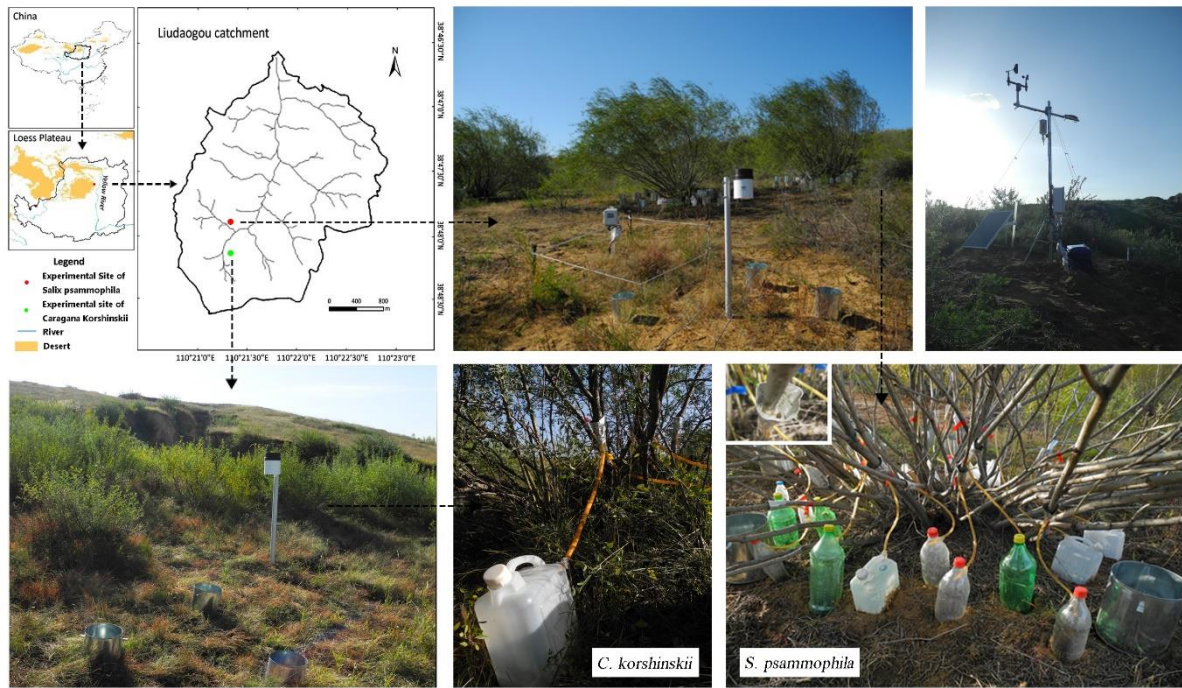 China
Loess Plateau
Yellow River
Legend
Experimental Site of
Salix psammophila
Experimental site of
Caragana Korshinskii
River
Desert
Liudaogou catchment
N
0 400 800
m
38°46'30"N
38°47'0"N
38°47'30"N
38°48'0"N
38°48'30"N
110°21'0"E
110°21'30"E
110°22'0"E
110°22'30"E
110°23'0"E
C. korshinskii
S. psammophila